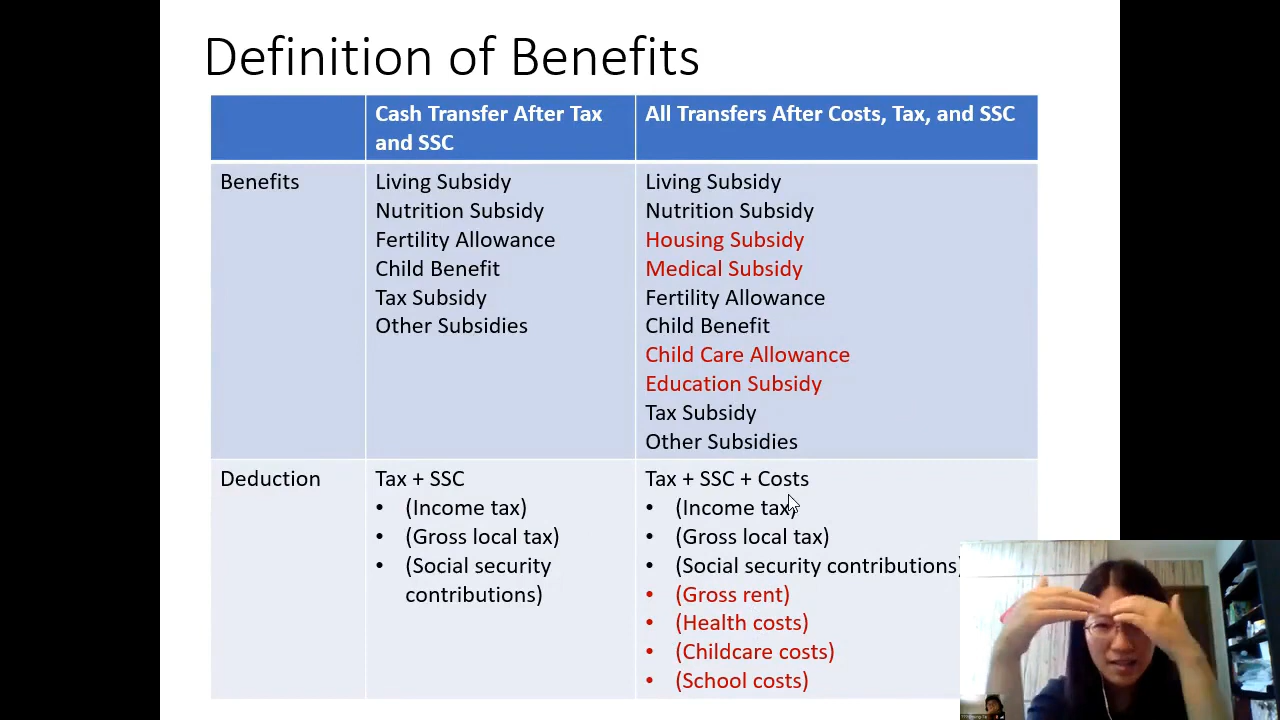 Definition of Benefits
Cash Transfer After Tax
and SSC
All Transfers After Costs, Tax, and SSC
Benefits
Living Subsidy
Nutrition Subsidy
Fertility Allowance
Child Benefit
Tax Subsidy
Other Subsidies
Living Subsidy
Nutrition Subsidy
Housing Subsidy
Medical Subsidy
Fertility Allowance
Child Benefit
Child Care Allowance
Education Subsidy
Tax Subsidy
Other Subsidies
Deduction
Tax + SSC
• (Income tax)
• (Gross local tax)
• (Social security
contributions)
Tax + SSC + Costs
• (Income tax)
• (Gross local tax)
• (Social security contributions)
• (Gross rent)
• (Health costs)
• (Childcare costs)
• (School costs)